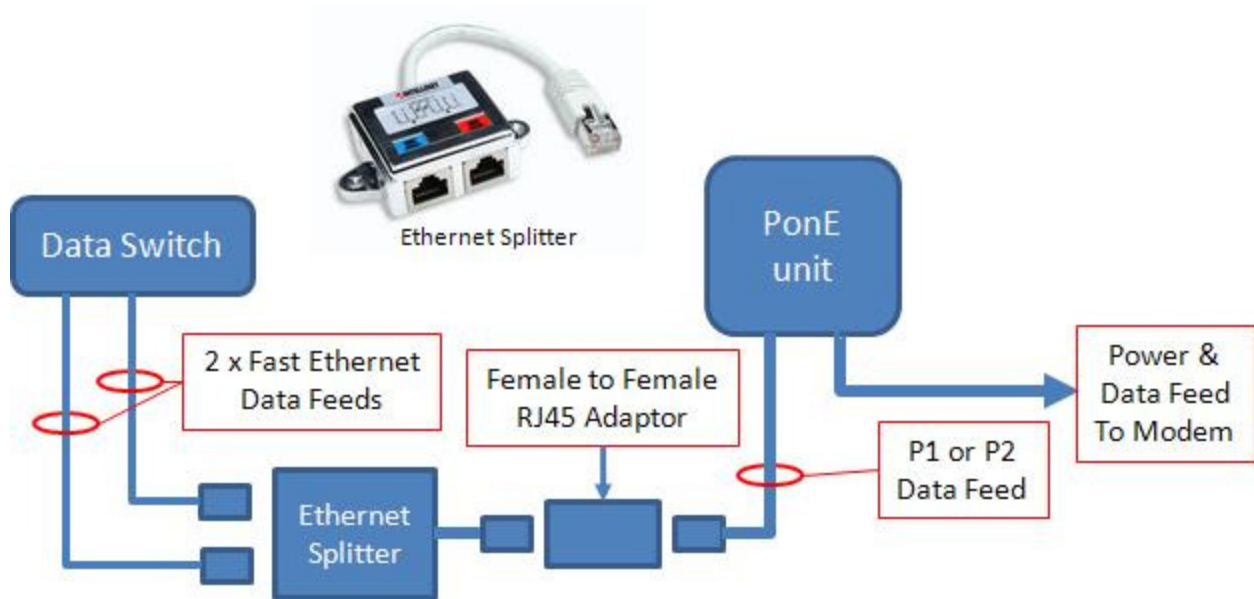 INTELLINET
Ethernet Splitter
Data Switch
PonE
unit
2 x Fast Ethernet
Data Feeds
Female to Female
RJ45 Adaptor
Power &
Data Feed
To Modem
P1 or P2
Data Feed
Ethernet
Splitter